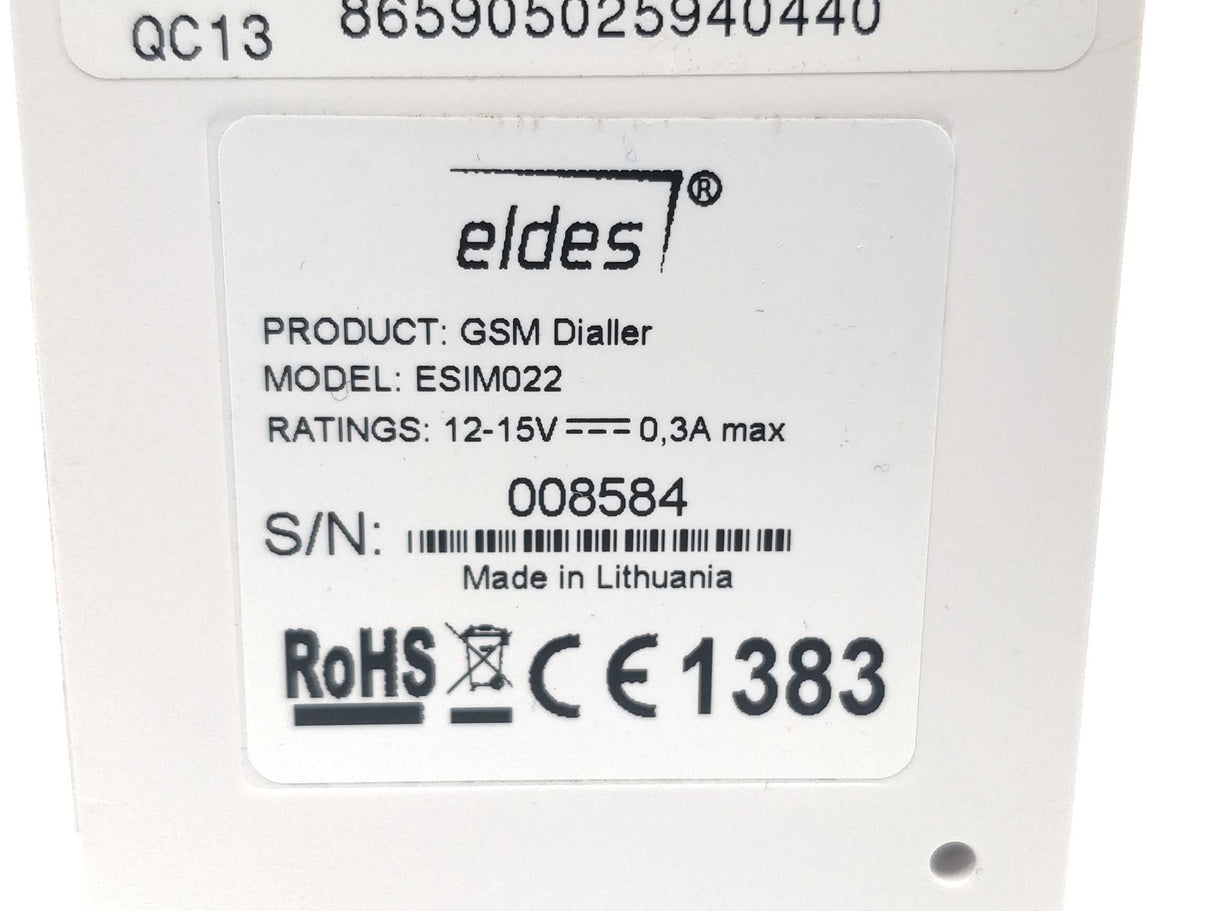 QC13 865905025940440
eldes®
PRODUCT: GSM Dialler
MODEL: ESIM022
RATINGS: 12-15V 0,3A max
008584
S/N:
Made in Lithuania
RoHS CE 1383